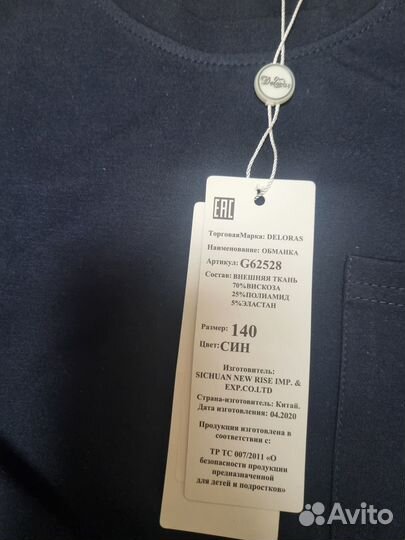 Deloras
EAC
ТорговаяМарка: DELORAS
Наименование: ОБМАНКА
Артикул: G62528
Состав: ВНЕШНЯЯ ТКАНЬ
70%ВИСКОЗА
25%ПОЛИАМИД
5%ЭЛАСТАН
Размер: 140
Цвет:СИН
Изготовитель:
SICHUAN NEW RISE IMP. &
EXP.CO.LTD
Страна-изготовитель: Китай.
Дата изготовления: 04.2020
Продукция изготовлена в
соответствии с:
ТР ТС 007/2011 «О
безопасности продукции
предназначенной
для детей и подростков»
Avito